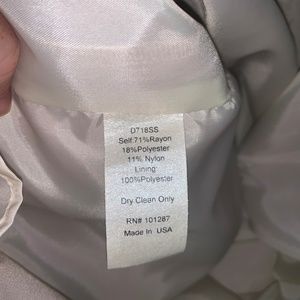 D718SS
Self:71%Rayon
18%Polyester
11% Nylon
Lining:
100%Polyester
Dry Clean Only
RN# 101287
Made In USA